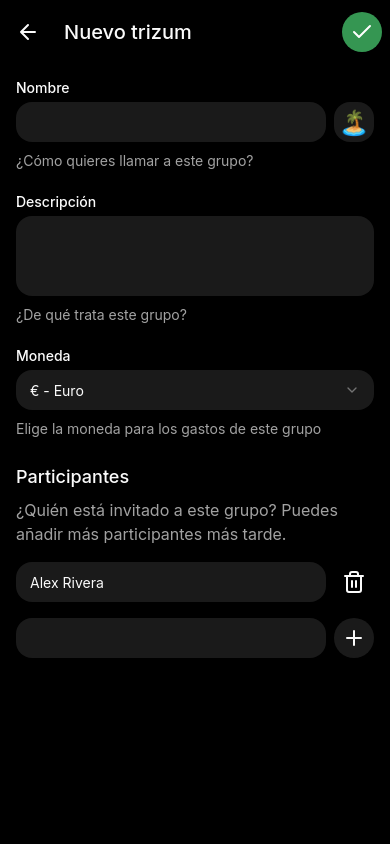 Nuevo trizum
Nombre
¿Cómo quieres llamar a este grupo?
Descripción
¿De qué trata este grupo?
Moneda
€ - Euro
Elige la moneda para los gastos de este grupo
Participantes
¿Quién está invitado a este grupo? Puedes
añadir más participantes más tarde.
Alex Rivera